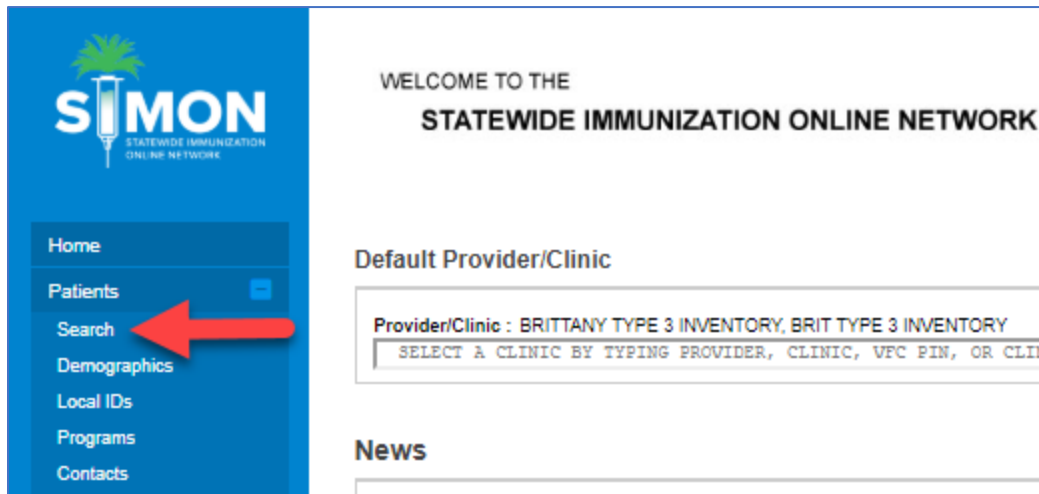 SIMON
STATEWIDE IMMUNIZATION
ONLINE NETWORK
Home
Patients
Search
Demographics
Local IDs
Programs
Contacts
WELCOME TO THE
STATEWIDE IMMUNIZATION ONLINE NETWORK
Default Provider/Clinic
Provider/Clinic : BRITTANY TYPE 3 INVENTORY, BRIT TYPE 3 INVENTORY
SELECT A CLINIC BY TYPING PROVIDER, CLINIC, VFC PIN, OR
News